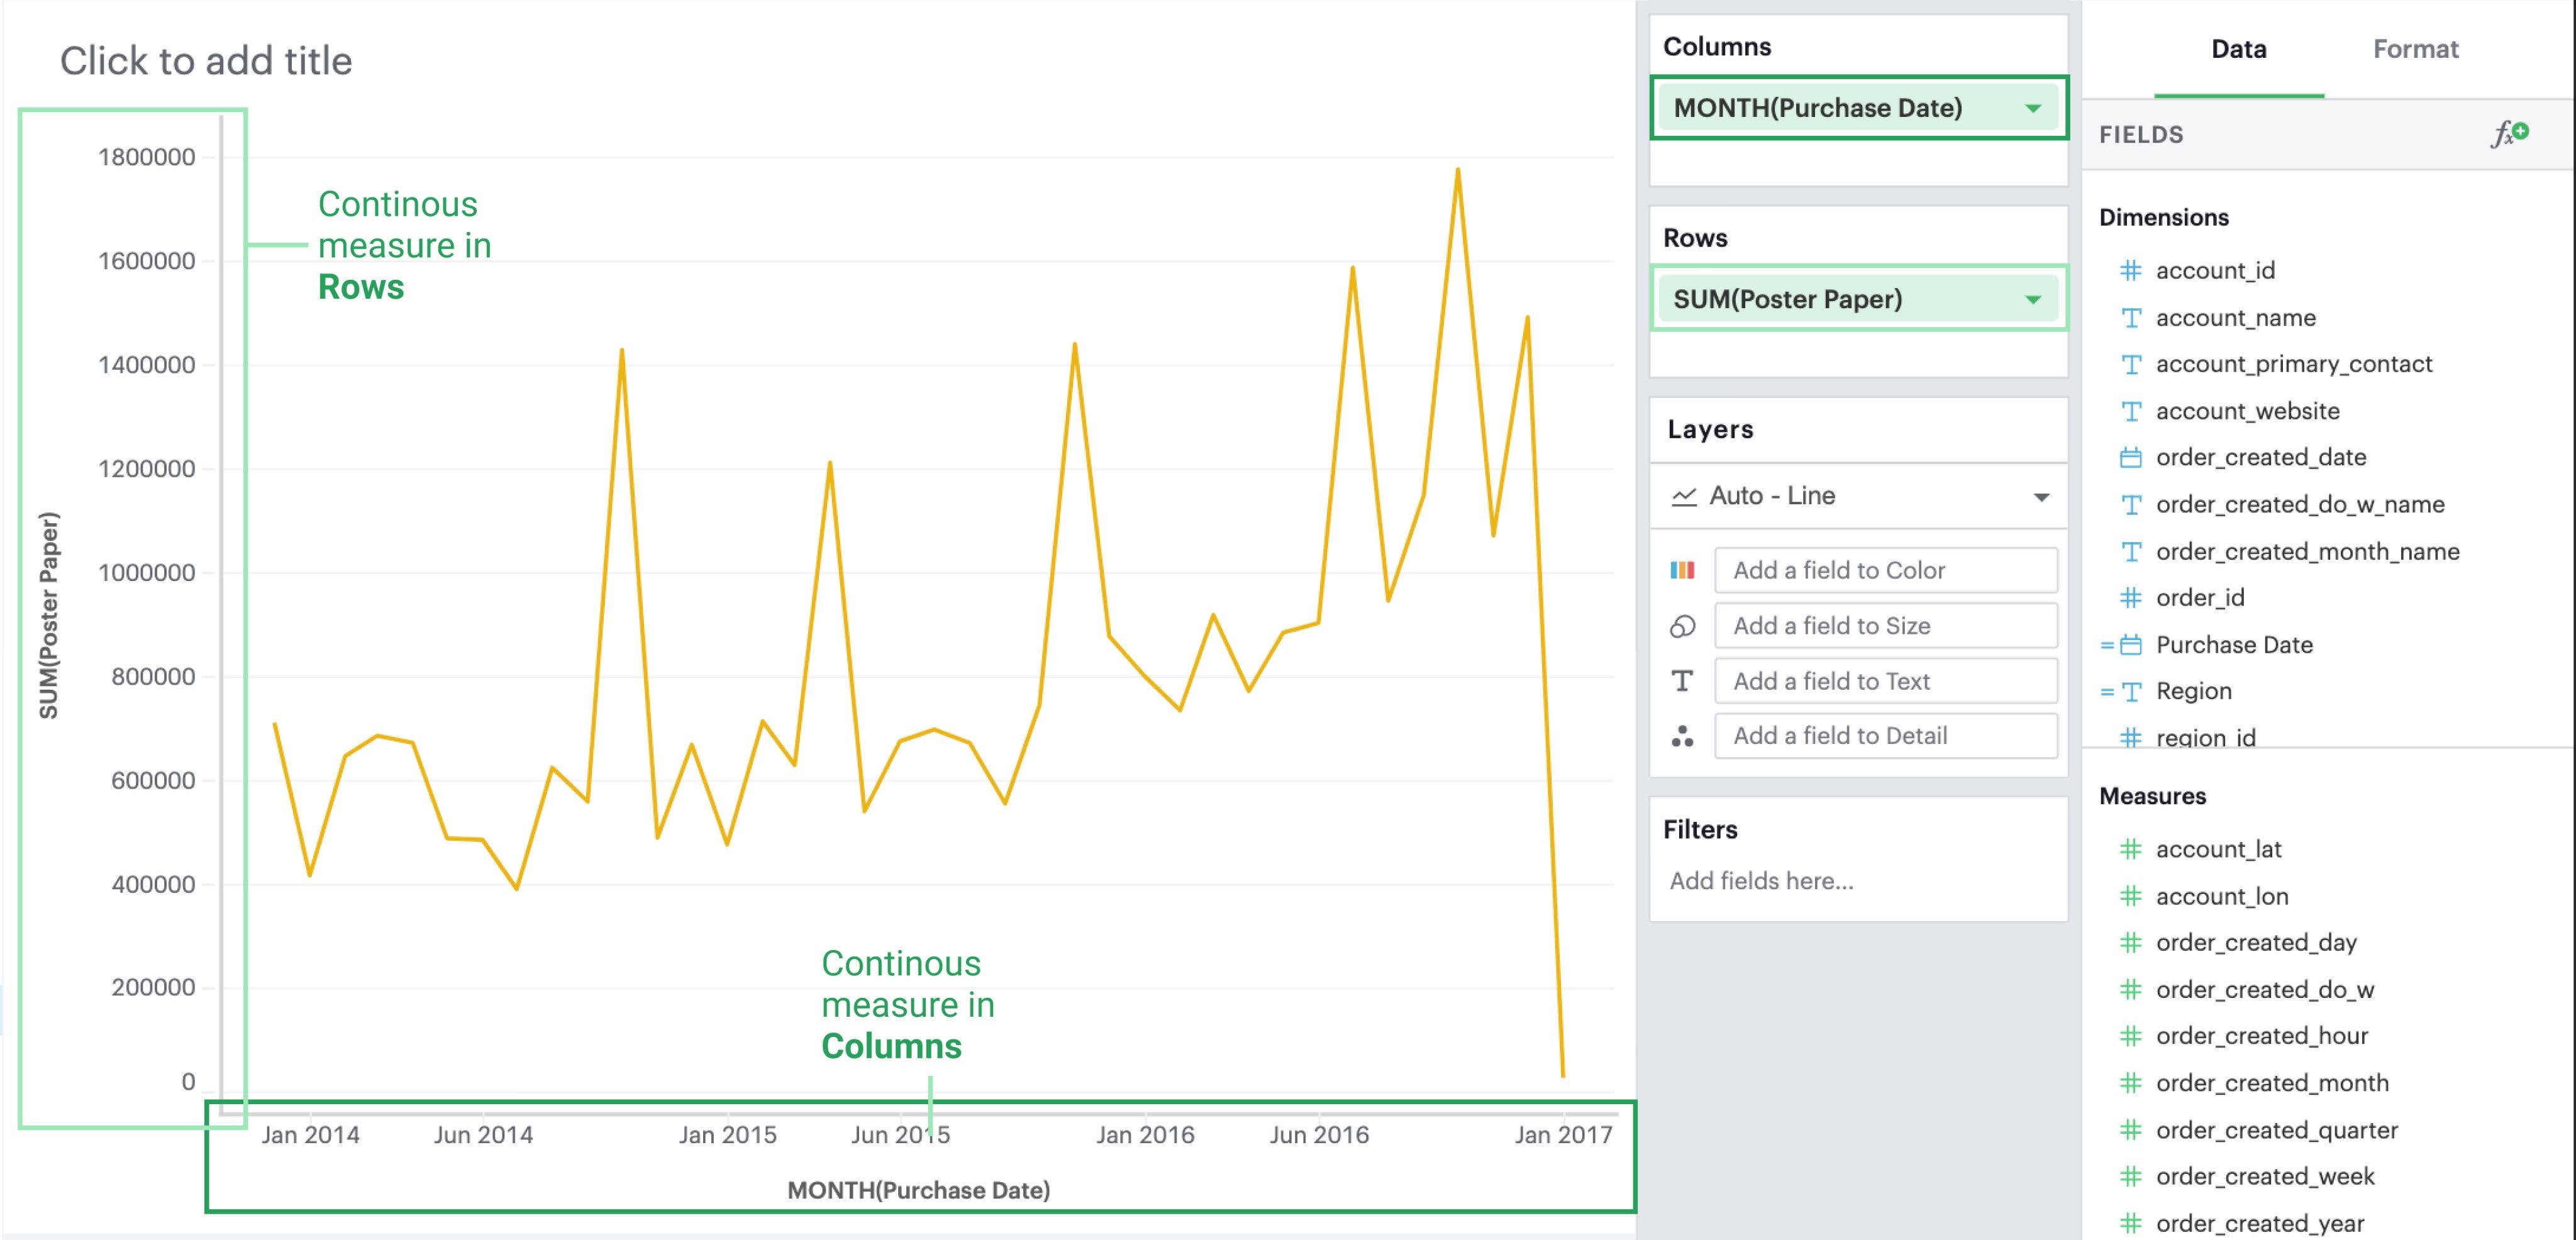 Click to add title
1800000
1600000
1400000
1200000
1000000
800000
600000
400000
200000
0
SUM(Poster Paper)
Continous
measure in
Rows
Continous
measure in
Columns
Jan 2014
Jun 2014
Jan 2015
Jun 2015
Jan 2016
Jun 2016
Jan 2017
MONTH(Purchase Date)
Columns
MONTH(Purchase Date)
Rows
SUM(Poster Paper)
Layers
Auto - Line
Add a field to Color
Add a field to Size
T
Add a field to Text
Add a field to Detail
Filters
Add fields here...
Data
Format
FIELDS
fx
Dimensions
# account_id
T account_name
T account_primary_contact
T account_website
order_created_date
T order_created_do_w_name
T order_created_month_name
# order_id
= Purchase Date
= T Region
# region_id
Measures
# account_lat
# account_lon
# order_created_day
# order_created_do_w
# order_created_hour
# order_created_month
# order_created_quarter
# order_created_week
# order_created_year